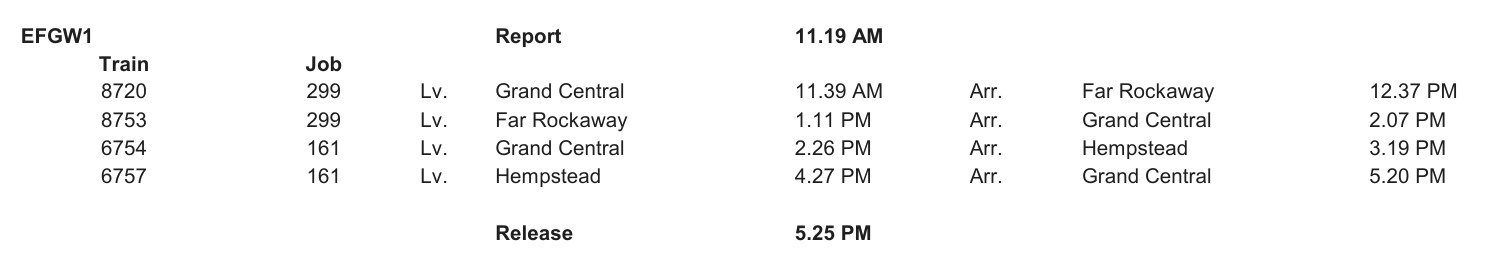 EFGW1 Report 11.19 AM
Train Job
8720 299 Lv. Grand Central 11.39 AM Arr. Far Rockaway 12.37 PM
8753 299 Lv. Far Rockaway 1.11 PM Arr. Grand Central 2.07 PM
6754 161 Lv. Grand Central 2.26 PM Arr. Hempstead 3.19 PM
6757 161 Lv. Hempstead 4.27 PM Arr. Grand Central 5.20 PM
Release 5.25 PM